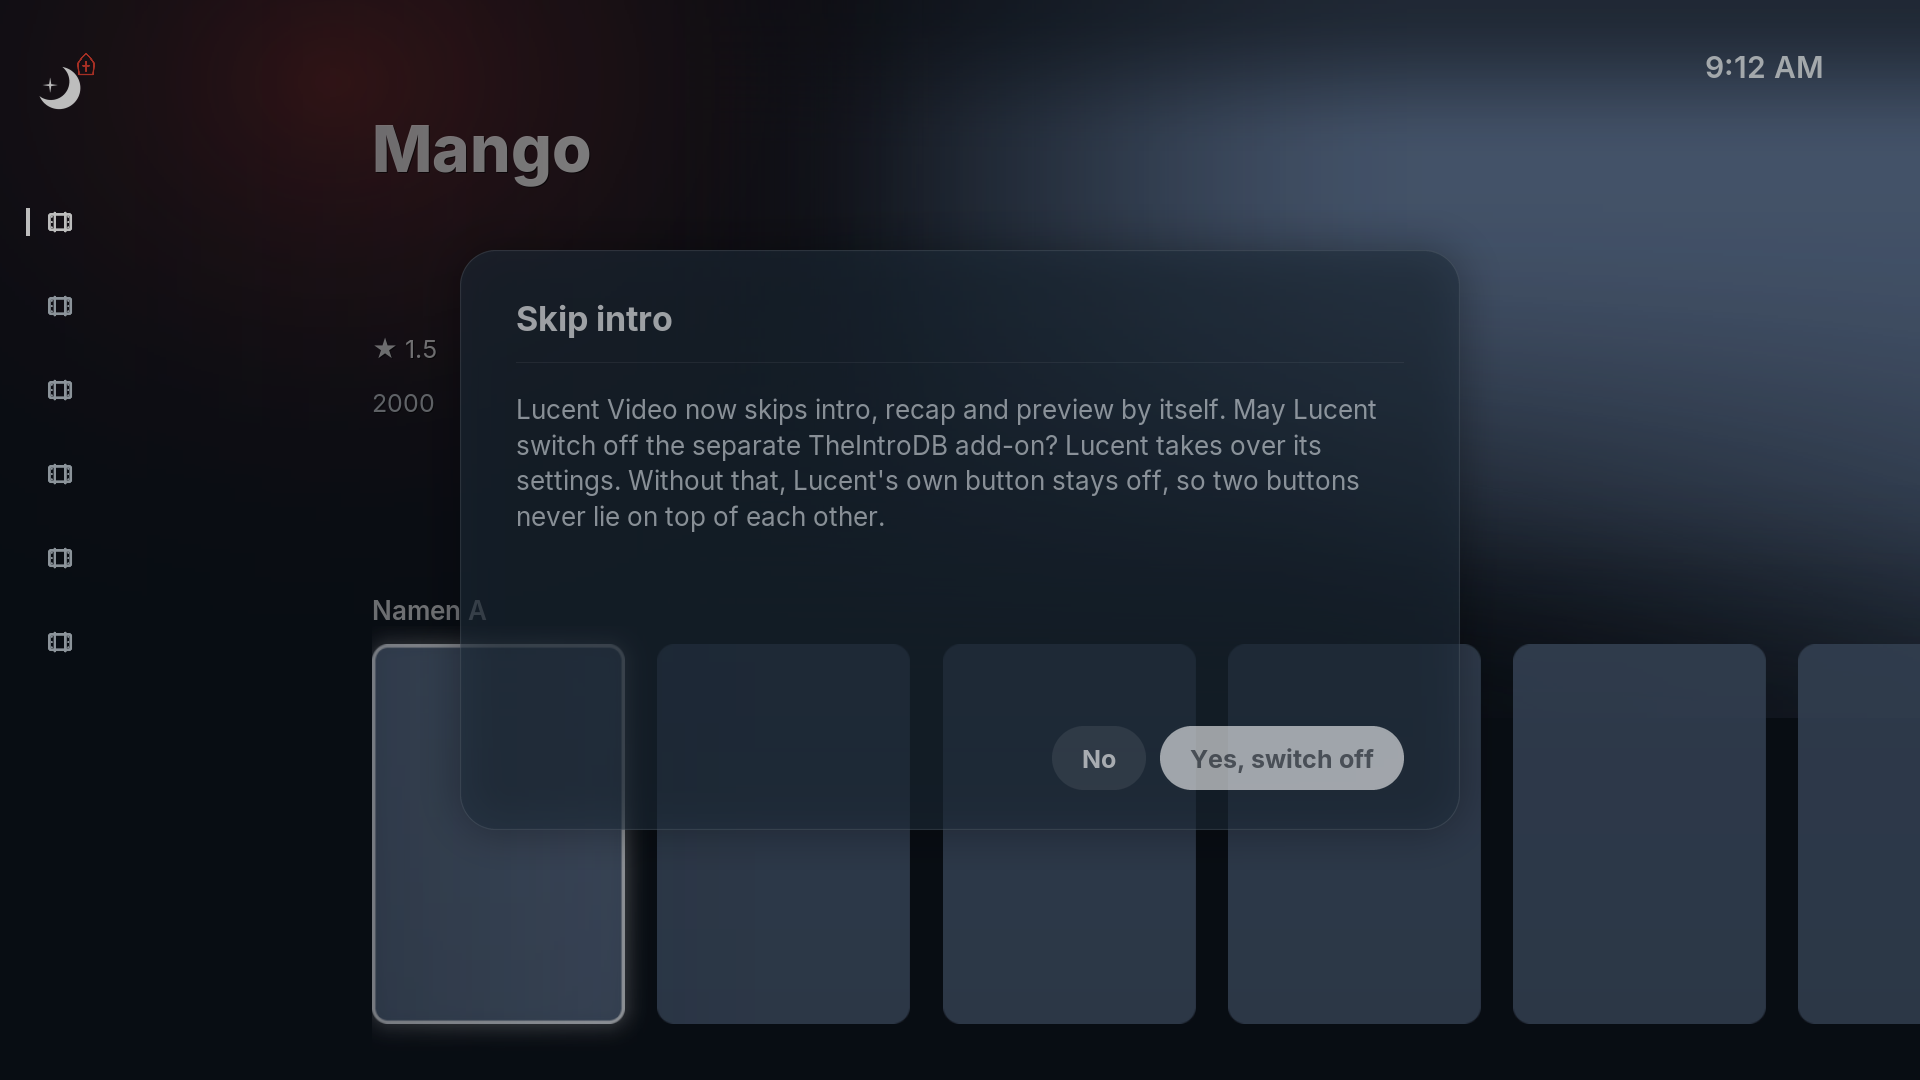 9:12 AM
Mango
Skip intro
★ 1.5
2000
Lucent Video now skips intro, recap and preview by itself. May Lucent
switch off the separate TheIntroDB add-on? Lucent takes over its
settings. Without that, Lucent's own button stays off, so two buttons
never lie on top of each other.
Namen A
No
Yes, switch off